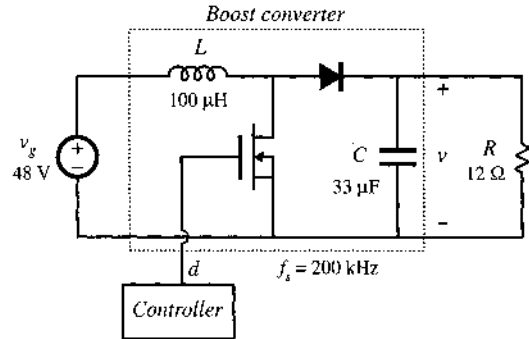 Boost converter
L
100 µH
v_g
48 V
+
−
C
33 µF
+
v
−
R
12 Ω
d
f_s = 200 kHz
Controller